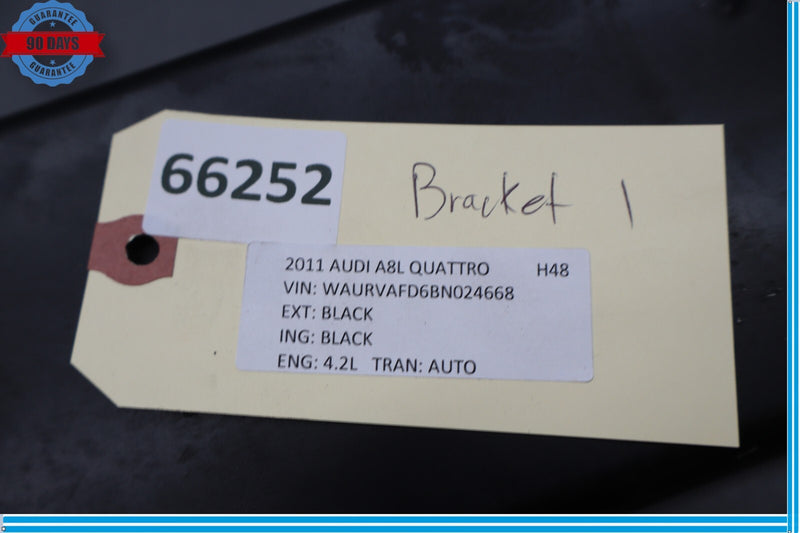 GUARANTEE
90 DAYS
GUARANTEE
66252
Bracket 1
2011 AUDI A8L QUATTRO H48
VIN: WAURVAFD6BN024668
EXT: BLACK
ING: BLACK
ENG: 4.2L TRAN: AUTO